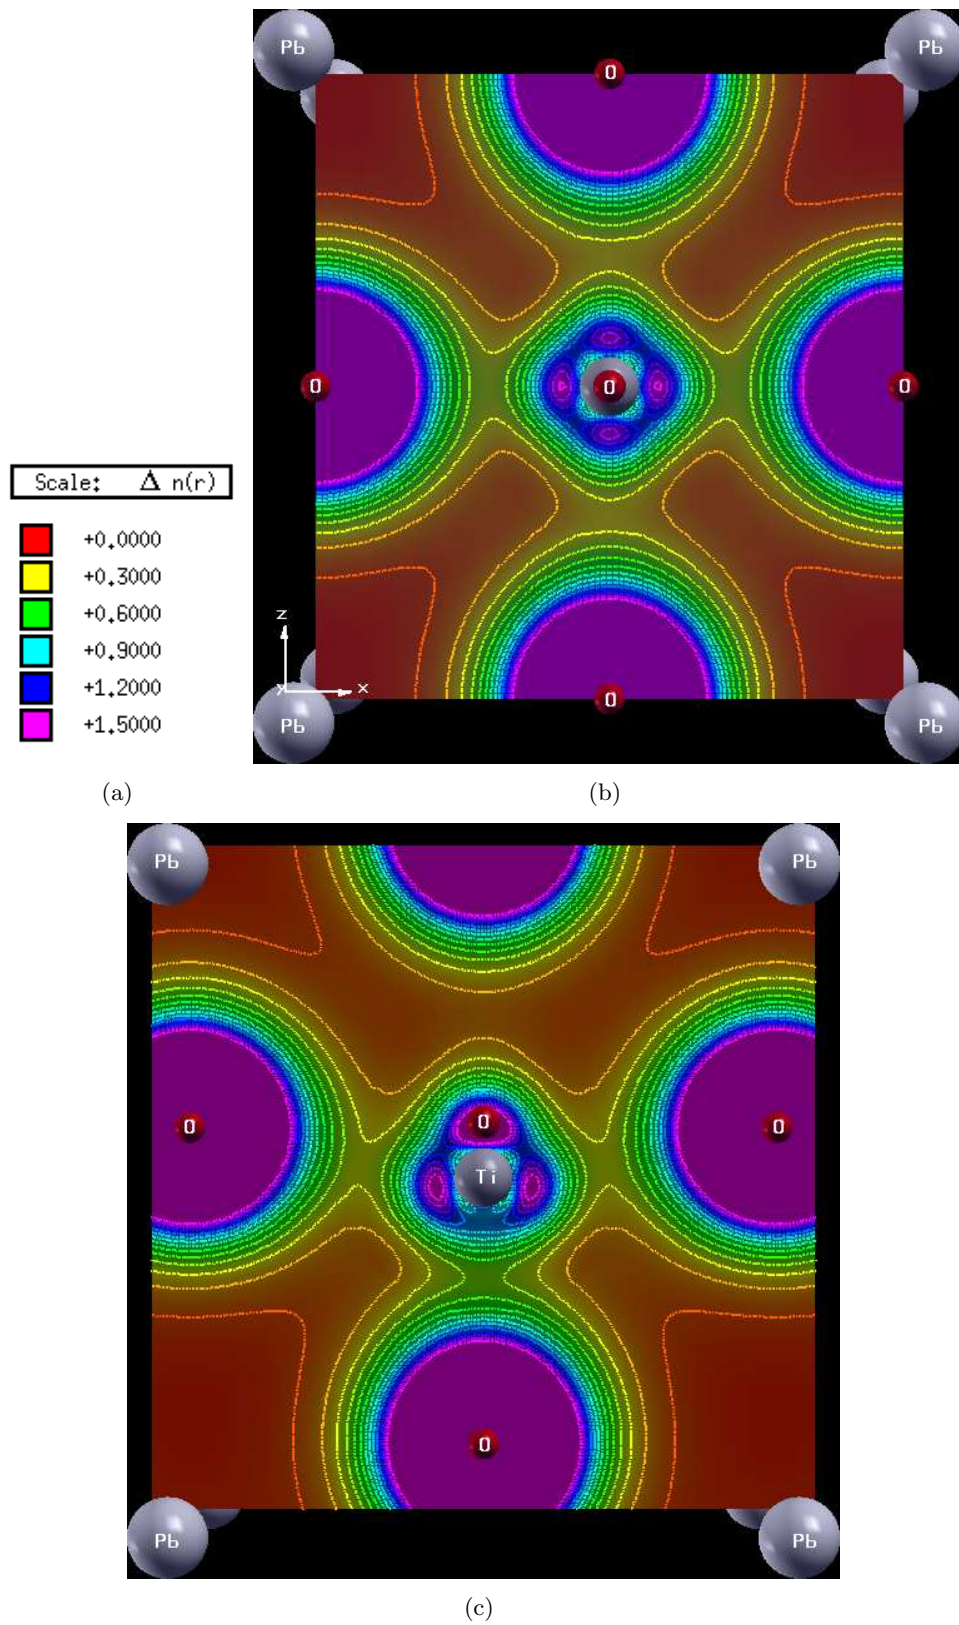 Pb
Pb
O
O
O
O
Scale: Δ n(r)
+0.0000
+0.3000
+0.6000
+0.9000
+1.2000
+1.5000
z
y x
Pb
O
Pb
(a)
(b)
Pb
Pb
O
O
O
Ti
O
Pb
Pb
(c)